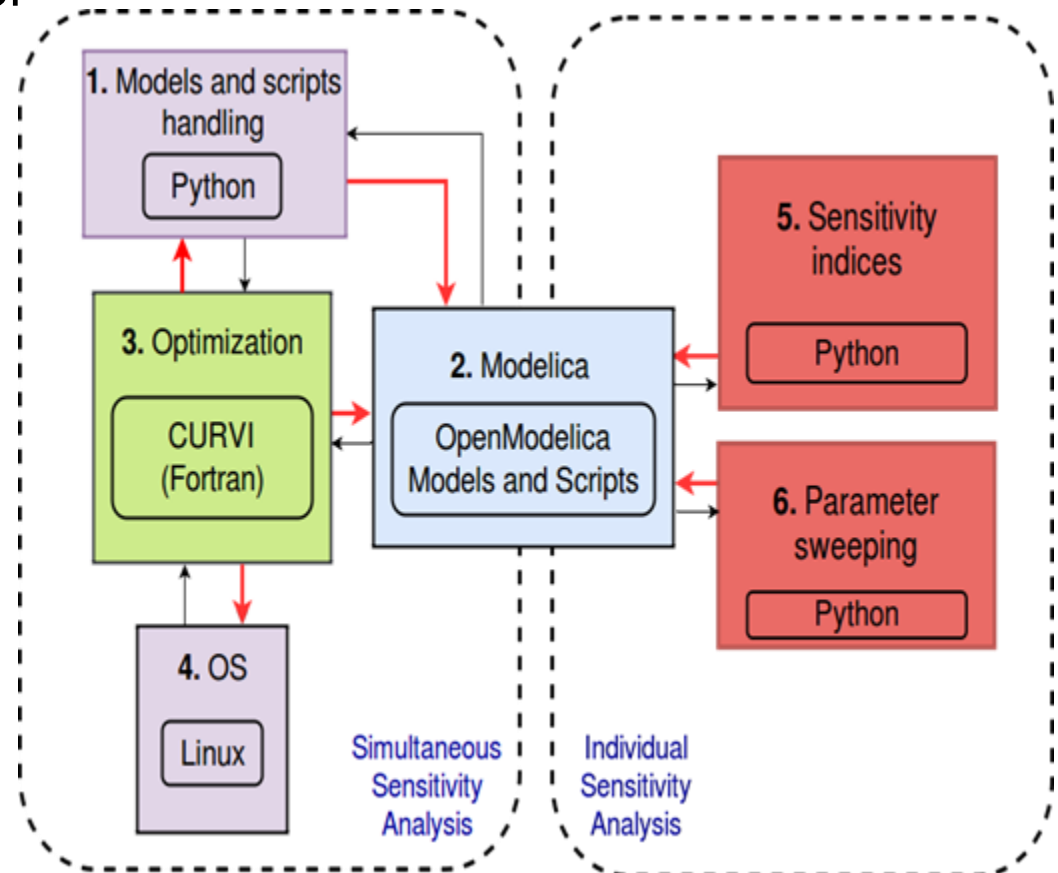 1. Models and scripts
handling
Python
3. Optimization
CURVI
(Fortran)
4. OS
Linux
2. Modelica
OpenModelica
Models and Scripts
5. Sensitivity
indices
Python
6. Parameter
sweeping
Python
Simultaneous
Sensitivity
Analysis
Individual
Sensitivity
Analysis